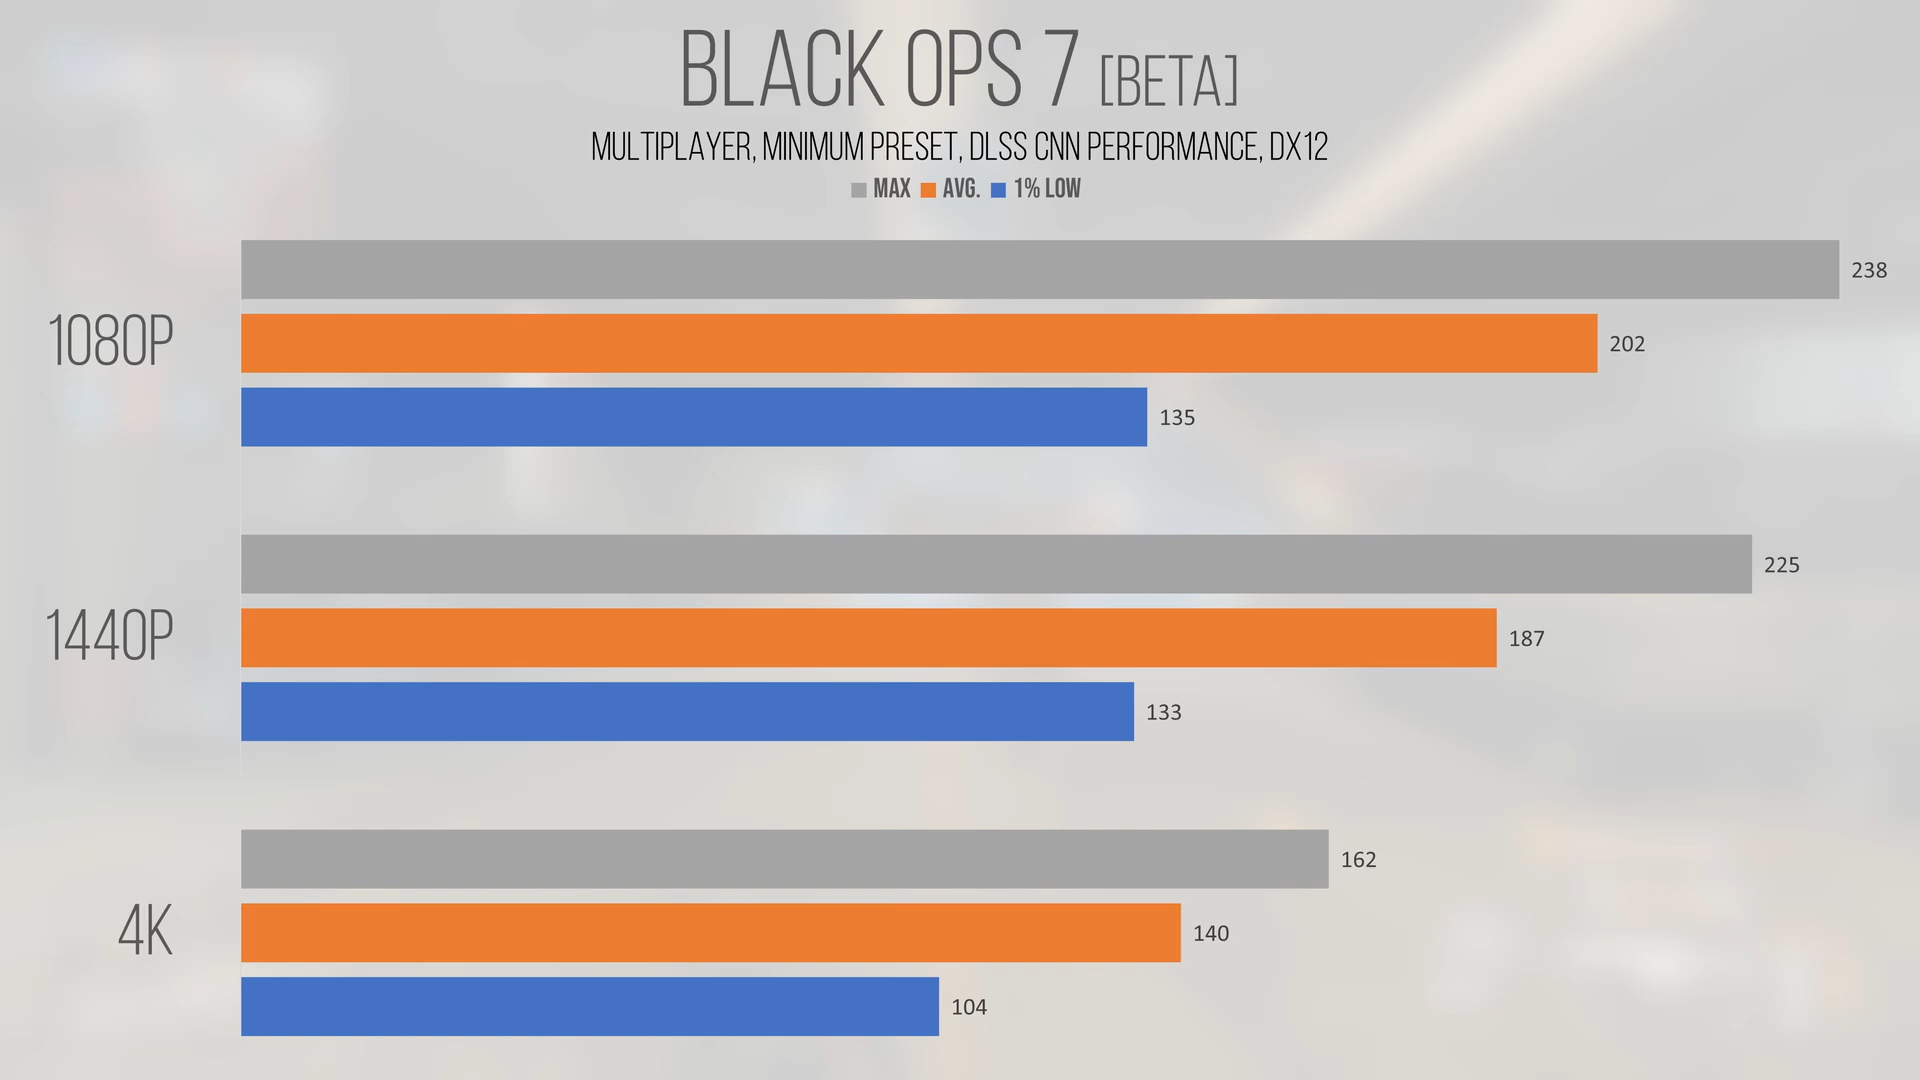 BLACK OPS 7 [BETA]
MULTIPLAYER, MINIMUM PRESET, DLSS CNN PERFORMANCE, DX12
MAX AVG. 1% LOW
238
1080P 202
135
225
1440P 187
133
162
4K 140
104